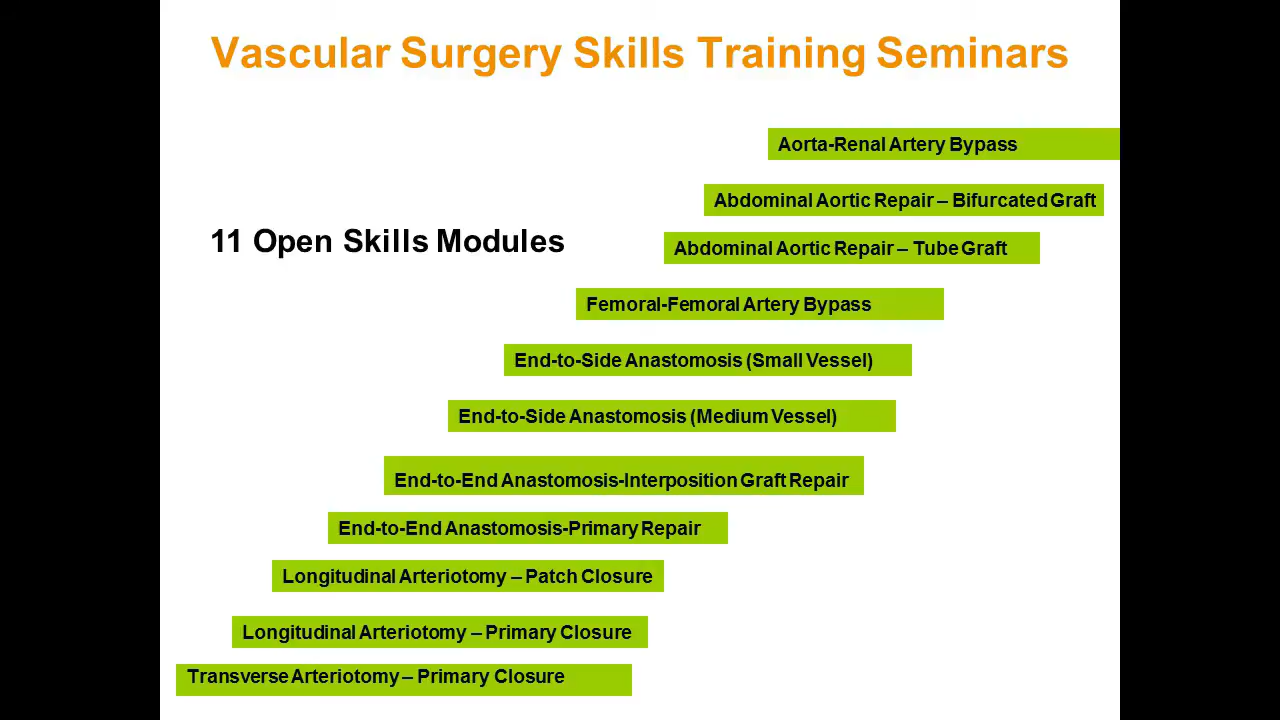 Vascular Surgery Skills Training Seminars
Aorta-Renal Artery Bypass
Abdominal Aortic Repair – Bifurcated Graft
11 Open Skills Modules
Abdominal Aortic Repair – Tube Graft
Femoral-Femoral Artery Bypass
End-to-Side Anastomosis (Small Vessel)
End-to-Side Anastomosis (Medium Vessel)
End-to-End Anastomosis-Interposition Graft Repair
End-to-End Anastomosis-Primary Repair
Longitudinal Arteriotomy – Patch Closure
Longitudinal Arteriotomy – Primary Closure
Transverse Arteriotomy – Primary Closure